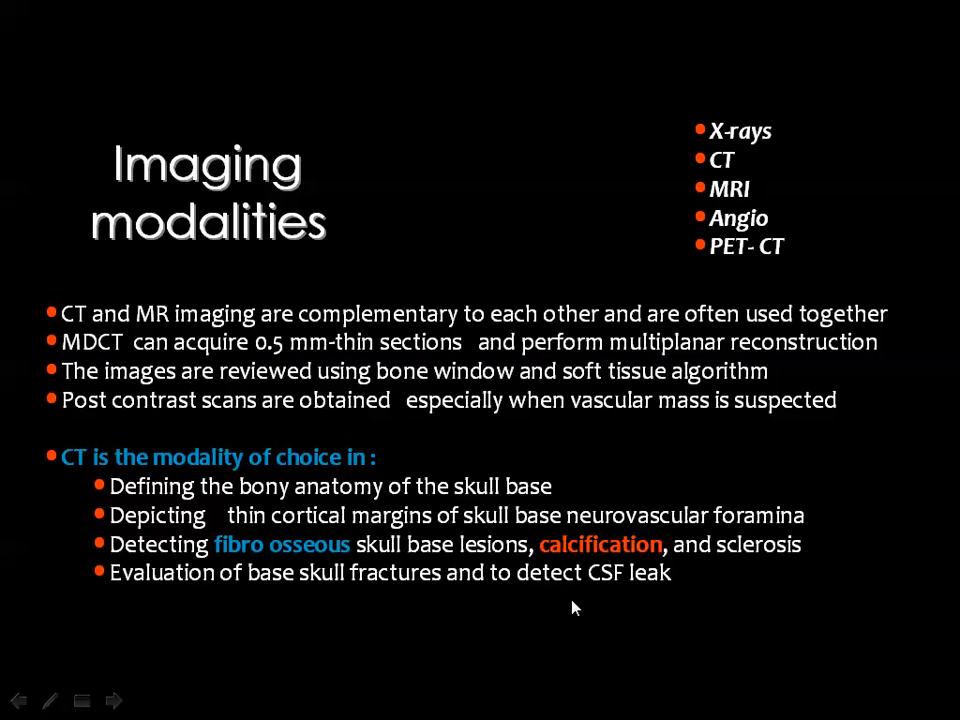 Imaging
modalities
X-rays
CT
MRI
Angio
PET- CT
CT and MR imaging are complementary to each other and are often used together
MDCT can acquire 0.5 mm-thin sections and perform multiplanar reconstruction
The images are reviewed using bone window and soft tissue algorithm
Post contrast scans are obtained especially when vascular mass is suspected
CT is the modality of choice in :
Defining the bony anatomy of the skull base
Depicting thin cortical margins of skull base neurovascular foramina
Detecting fibro osseous skull base lesions, calcification, and sclerosis
Evaluation of base skull fractures and to detect CSF leak